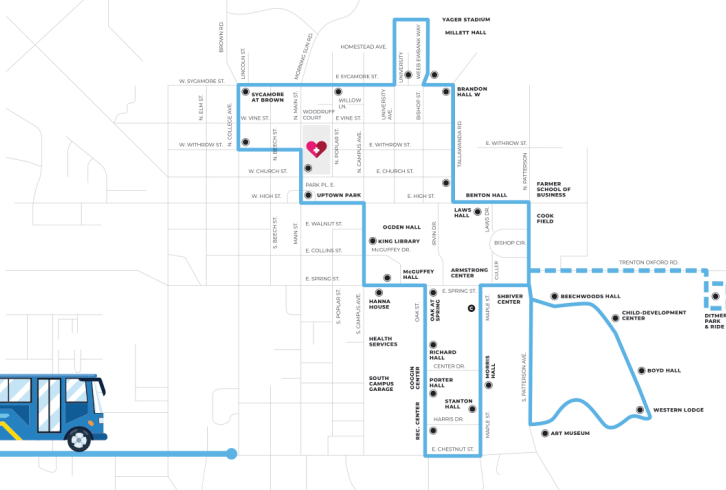 YAGER STADIUM
MILLETT HALL
BROWN RD.
LINCOLN ST.
MORNING SUN RD.
HOMESTEAD AVE.
UNIVERSITY
WEEB EWBANK WAY
W. SYCAMORE ST.
E SYCAMORE ST.
SYCAMORE
AT BROWN
BRANDON
HALL W
N. ELM ST.
N. COLLEGE AVE.
N. MAIN ST.
WILLOW
LN.
UNIVERSITY
AVE.
BISHOP ST.
WOODRUFF
COURT
W. VINE ST.
E VINE ST.
TALLAWANDA RD.
W. WITHROW ST.
N. BEECH ST.
N. POPLAR ST.
N. CAMPUS AVE.
E. WITHROW ST.
E. WITHROW ST.
N. PATTERSON
W. CHURCH ST.
E. CHURCH ST.
PARK PL. E.
FARMER
SCHOOL OF
BUSINESS
W. HIGH ST.
UPTOWN PARK
E. HIGH ST.
BENTON HALL
LAWS
HALL
LAWS DR.
COOK
FIELD
S. BEECH ST.
MAIN ST.
E. WALNUT ST.
OGDEN HALL
KING LIBRARY
McGUFFEY DR.
IRVIN DR.
BISHOP CIR.
E. COLLINS ST.
CULLER
TRENTON OXFORD RD.
E. SPRING ST.
McGUFFEY
HALL
ARMSTRONG
CENTER
S. POPLAR ST.
S. CAMPUS AVE.
HANNA
HOUSE
OAK ST.
OAK AT
SPRING
E. SPRING ST.
C
MAPLE ST.
SHRIVER
CENTER
BEECHWOODS HALL
CHILD-DEVELOPMENT
CENTER
PARK
& RIDE
HEALTH
SERVICES
RICHARD
HALL
CENTER DR.
MORRIS
HALL
S. PATTERSON AVE.
BOYD HALL
SOUTH
CAMPUS
GARAGE
GOGGIN
CENTER
PORTER
HALL
STANTON
HALL
WESTERN LODGE
REC. CENTER
HARRIS DR.
MAPLE ST.
ART MUSEUM
E. CHESTNUT ST.